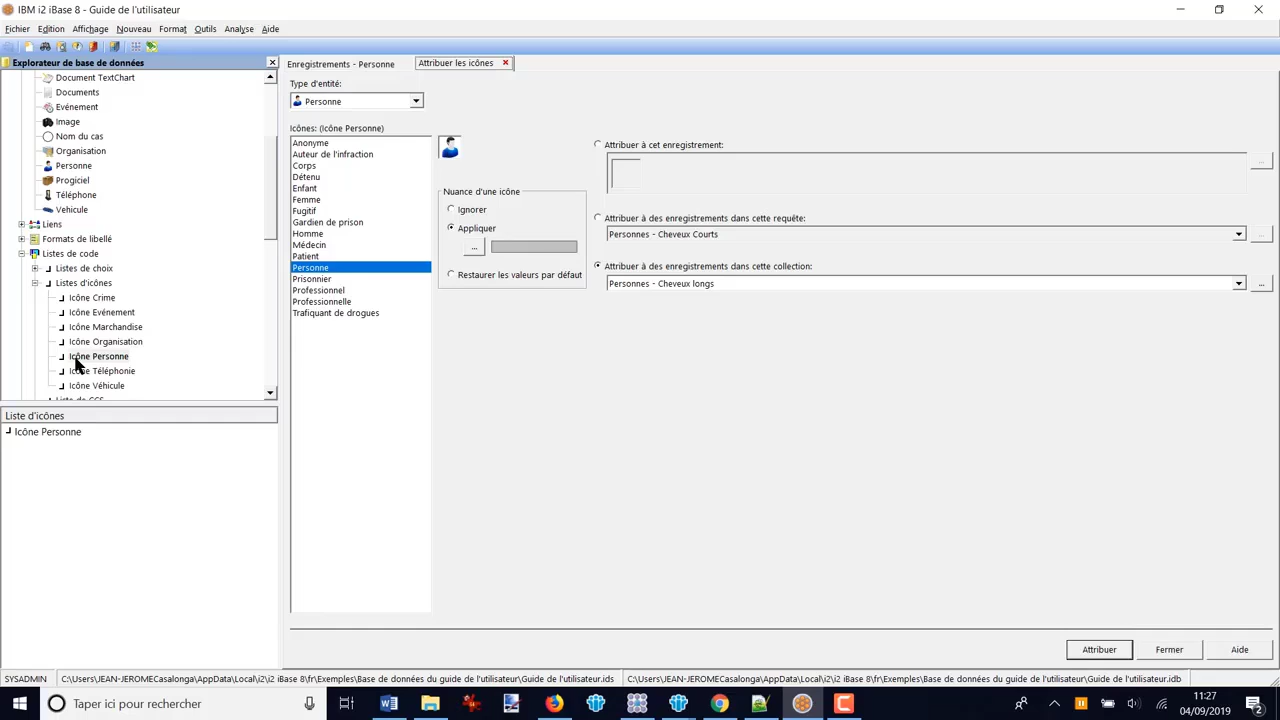 IBM i2 iBase 8 - Guide de l'utilisateur
Fichier Edition Affichage Nouveau Format Outils Analyse Aide
Explorateur de base de données
Document TextChart
Documents
Evénement
Image
Nom du cas
Organisation
Personne
Progiciel
Téléphone
Vehicule
Liens
Formats de libellé
Listes de code
Listes de choix
Listes d'icônes
Icône Crime
Icône Evénement
Icône Marchandise
Icône Organisation
Icône Personne
Icône Téléphonie
Icône Véhicule
Liste d'icônes
Icône Personne
Enregistrements - Personne
Attribuer les icônes
Type d'entité:
Personne
Icônes: (Icône Personne)
Anonyme
Auteur de l'infraction
Corps
Détenu
Enfant
Femme
Fugitif
Gardien de prison
Homme
Médecin
Patient
Personne
Prisonnier
Professionnel
Professionnelle
Trafiquant de drogues
Nuance d'une icône
Ignorer
Appliquer
...
Restaurer les valeurs par défaut
Attribuer à cet enregistrement:
...
Attribuer à des enregistrements dans cette requête:
Personnes - Cheveux Courts
...
Attribuer à des enregistrements dans cette collection:
Personnes - Cheveux longs
...
Attribuer Fermer Aide
SYSADMIN C:\Users\JEAN-JEROMECasalonga\AppData\Local\i2\i2 iBase 8\fr\Exemples\Base de données du guide de l'utilisateur\Guide de l'utilisateur.ids C:\Users\JEAN-JEROMECasalonga\AppData\Local\i2\i2 iBase 8\fr\Exemples\Base de données du guide de l'utilisateur\Guide de l'utilisateur.idb
Taper ici pour rechercher
11:27
04/09/2019
2